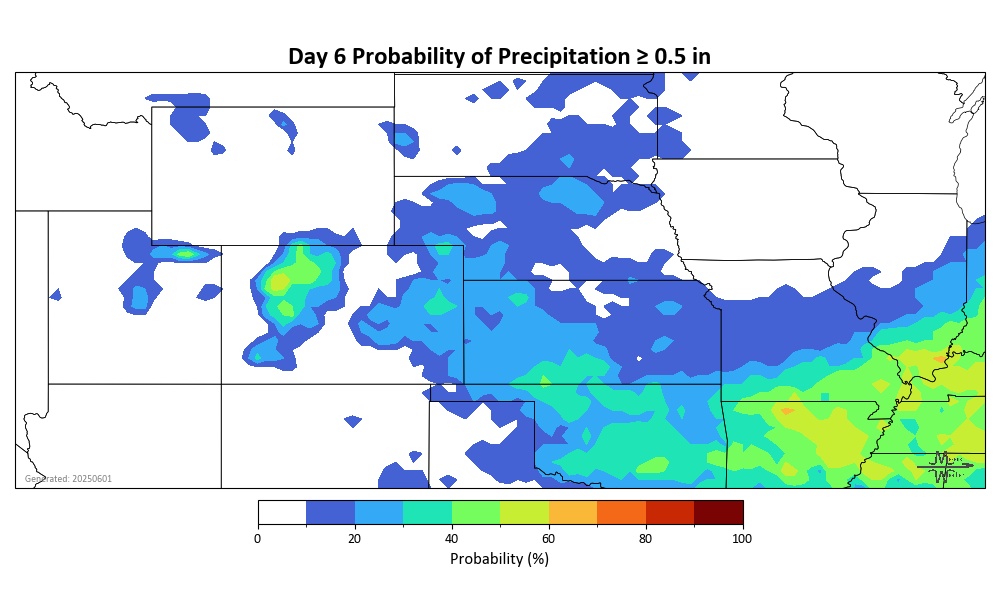 Day 6 Probability of Precipitation ≥ 0.5 in
Generated: 20250601
0 20 40 60 80 100
Probability (%)